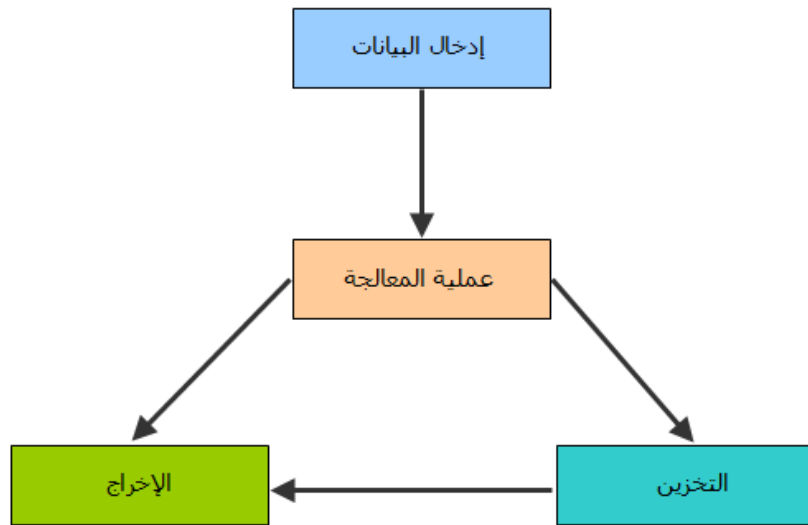 إدخال البيانات
عملية المعالجة
التخزين
الإخراج